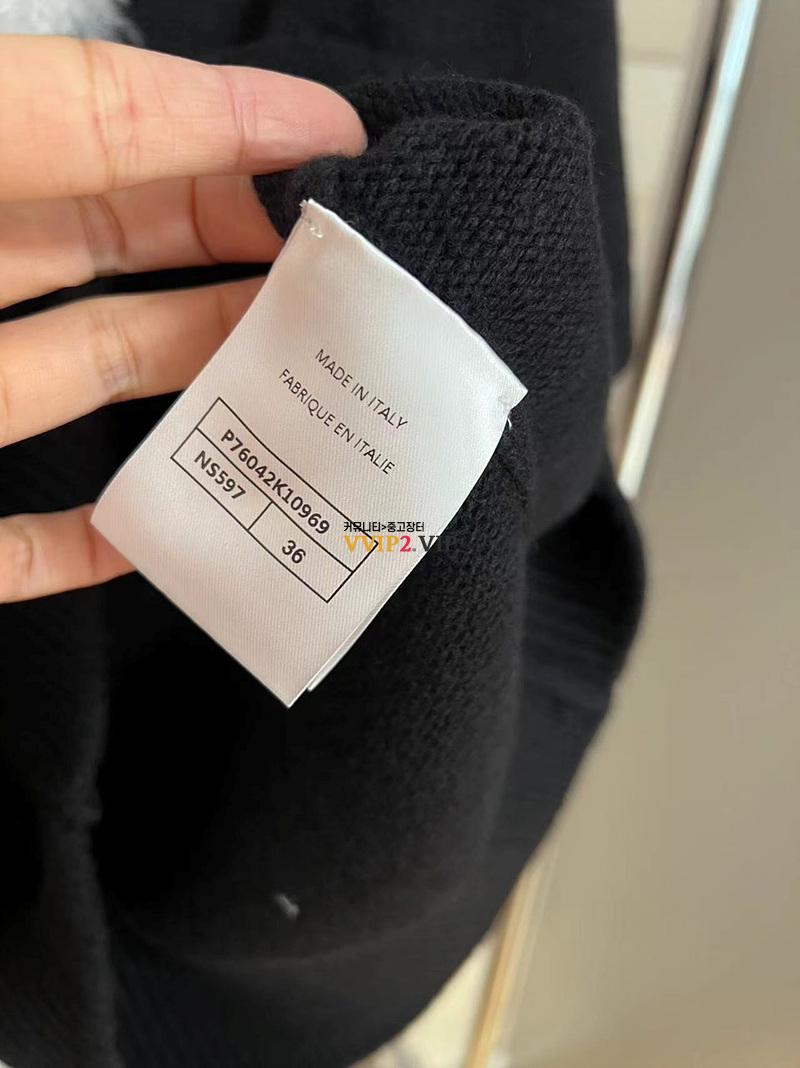 MADE IN ITALY
FABRIQUE EN ITALIE
P76042K10969
NS597
36
커뮤니티>중고장터
VVIP2.VIP